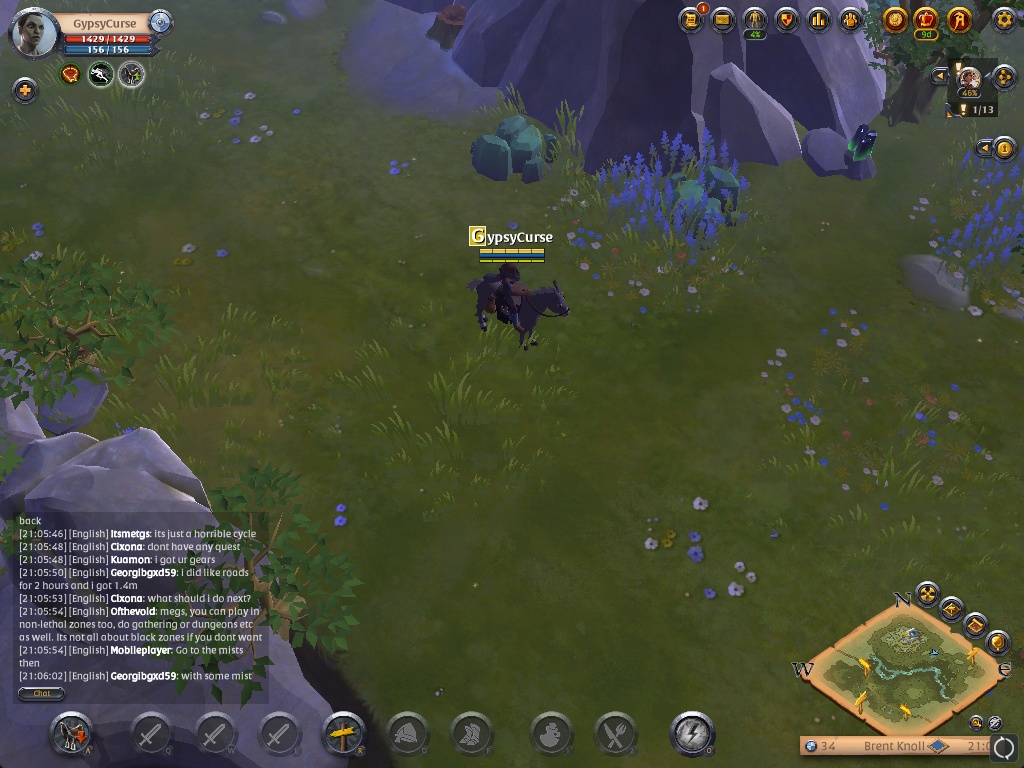 GypsyCurse
1429 / 1429
156 / 156
1
4%
9d
46%
1/13
GypsyCurse
back
[21:05:46] [English] Itsmetgs: its just a horrible cycle
[21:05:48] [English] Cixona: dont have any quest
[21:05:48] [English] Kuamon: i got ur gears
[21:05:50] [English] Georgibgxd59: i did like roads
for 2 hours and i got 1.4m
[21:05:53] [English] Cixona: what should i do next?
[21:05:54] [English] Ofthevold: megs, you can play in
non-lethal zones too, do gathering or dungeons etc
as well. Its not all about black zones if you dont want
[21:05:54] [English] Mobileplayer: Go to the mists
then
[21:06:02] [English] Georgibgxd59: with some mist
Chat
N
W
E
A
Q
W
R
34
Brent Knoll